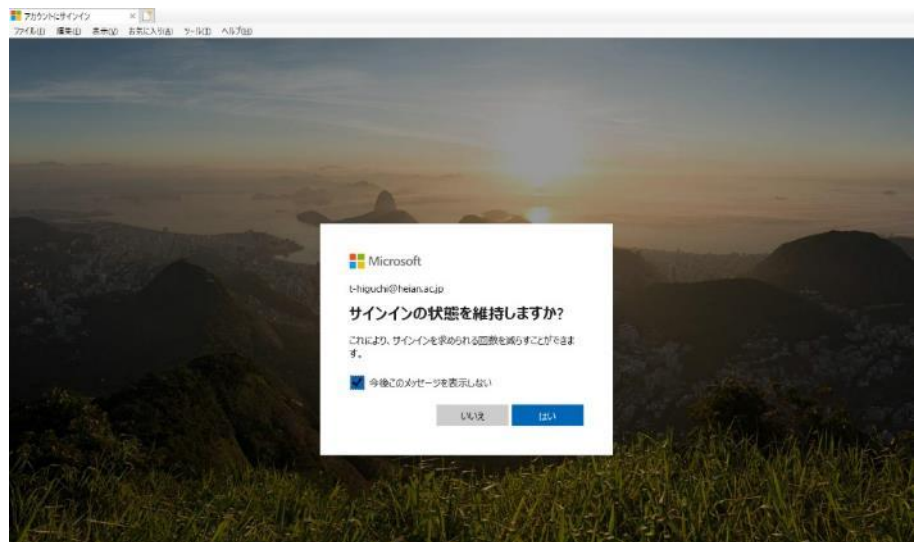 アカウントにサインイン
ファイル(F) 編集(E) 表示(V) お気に入り(A) ツール(T) ヘルプ(H)
Microsoft
t-higuchi@heian.ac.jp
サインインの状態を維持しますか?
これにより、サインインを求められる回数を減らすことができま
す。
今後このメッセージを表示しない
いいえ はい